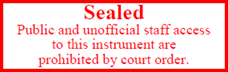 Sealed
Public and unofficial staff access
to this instrument are
prohibited by court order.